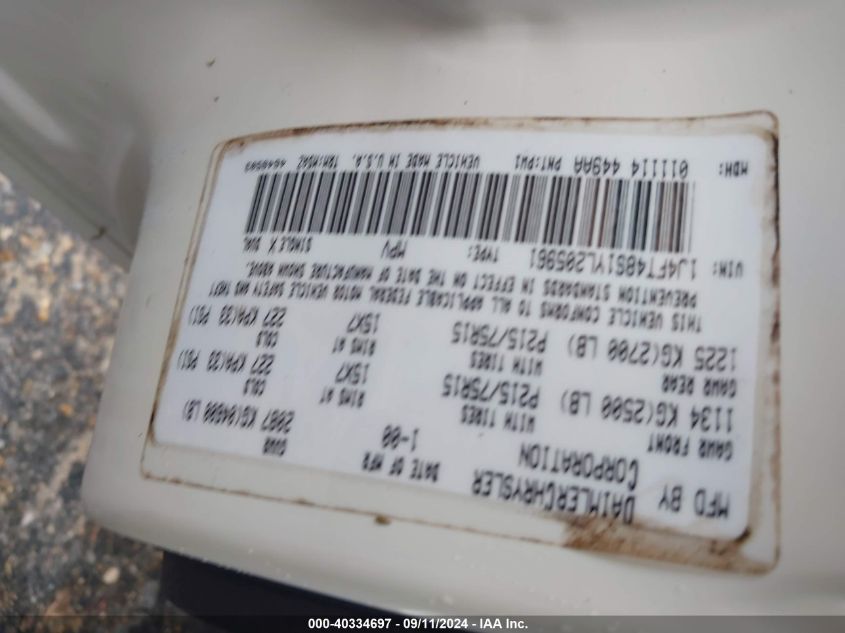 MFD BY DAIMLERCHRYSLER CORPORATION
DATE OF MFD 1-00
GVWR 2087 KG(04600 LB)
GAWR FRONT WITH TIRES RIMS AT COLD
1134 KG(2500 LB) P215/75R15 15X7 227 KPA(33 PSI)
GAWR REAR WITH TIRES RIMS AT COLD
1225 KG(2700 LB) P215/75R15 15X7 227 KPA(33 PSI)
THIS VEHICLE CONFORMS TO ALL APPLICABLE FEDERAL MOTOR VEHICLE SAFETY AND THEFT
PREVENTION STANDARDS IN EFFECT ON THE DATE OF MANUFACTURE SHOWN ABOVE.
VIN: 1J4FT48S1YL205961 TYPE: MPV SINGLE X DUAL
MDH: 011114 449AA PNT:PW1 VEHICLE MADE IN U.S.A.
000-40334697 - 09/11/2024 - IAA Inc.